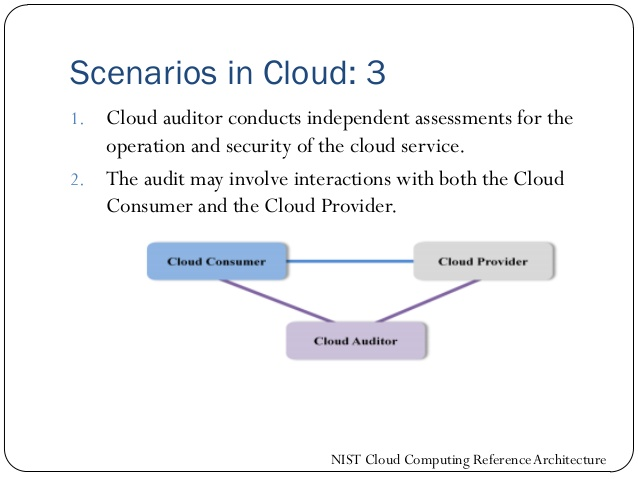 Scenarios in Cloud: 3
1. Cloud auditor conducts independent assessments for the
operation and security of the cloud service.
2. The audit may involve interactions with both the Cloud
Consumer and the Cloud Provider.
Cloud Consumer
Cloud Provider
Cloud Auditor
NIST Cloud Computing Reference Architecture